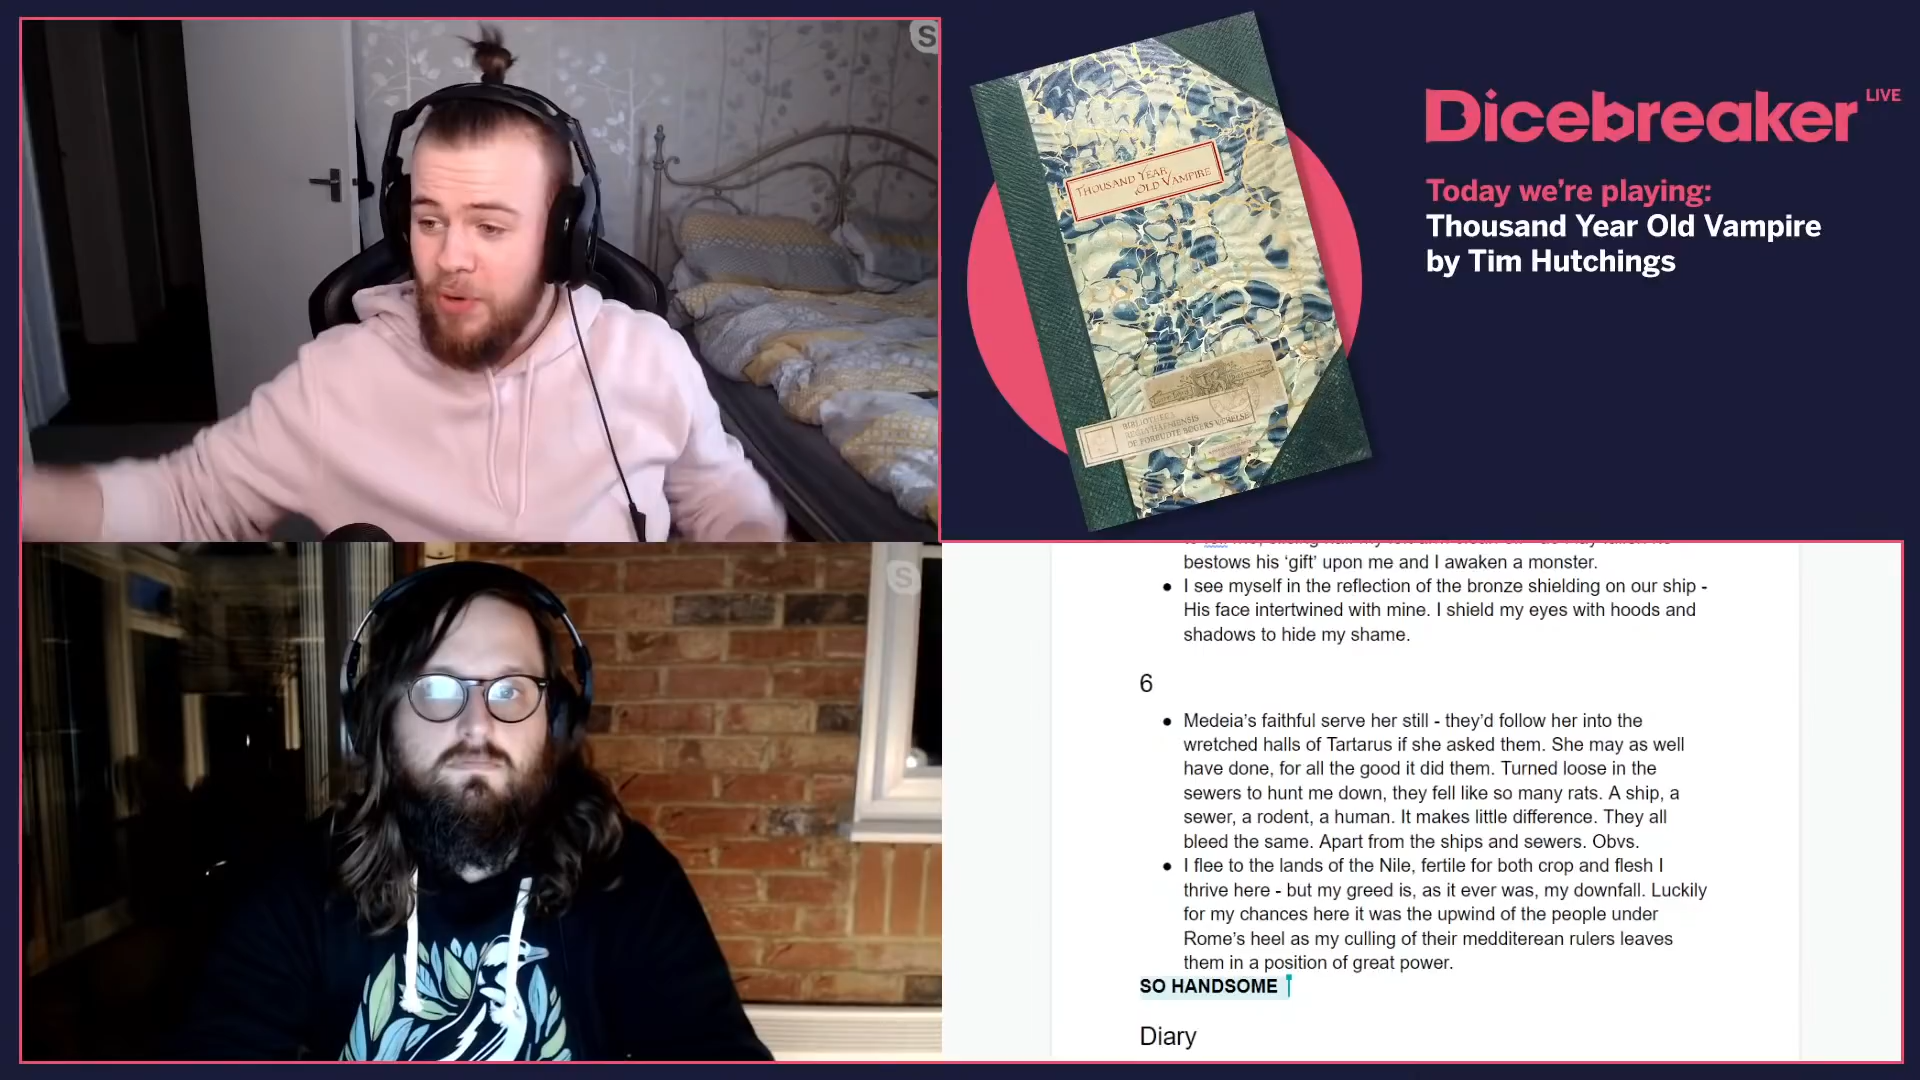 S
THOUSAND YEAR
OLD VAMPIRE
BIBLIOTHECA
OF FORBUDTE BOGERS VÆRELSE
Dicebreaker LIVE
Today we're playing:
Thousand Year Old Vampire
by Tim Hutchings
S
bestows his ‘gift’ upon me and I awaken a monster.
● I see myself in the reflection of the bronze shielding on our ship -
His face intertwined with mine. I shield my eyes with hoods and
shadows to hide my shame.
6
● Medeia’s faithful serve her still - they’d follow her into the
wretched halls of Tartarus if she asked them. She may as well
have done, for all the good it did them. Turned loose in the
sewers to hunt me down, they fell like so many rats. A ship, a
sewer, a rodent, a human. It makes little difference. They all
bleed the same. Apart from the ships and sewers. Obvs.
● I flee to the lands of the Nile, fertile for both crop and flesh I
thrive here - but my greed is, as it ever was, my downfall. Luckily
for my chances here it was the upwind of the people under
Rome’s heel as my culling of their medditerean rulers leaves
them in a position of great power.
SO HANDSOME
Diary